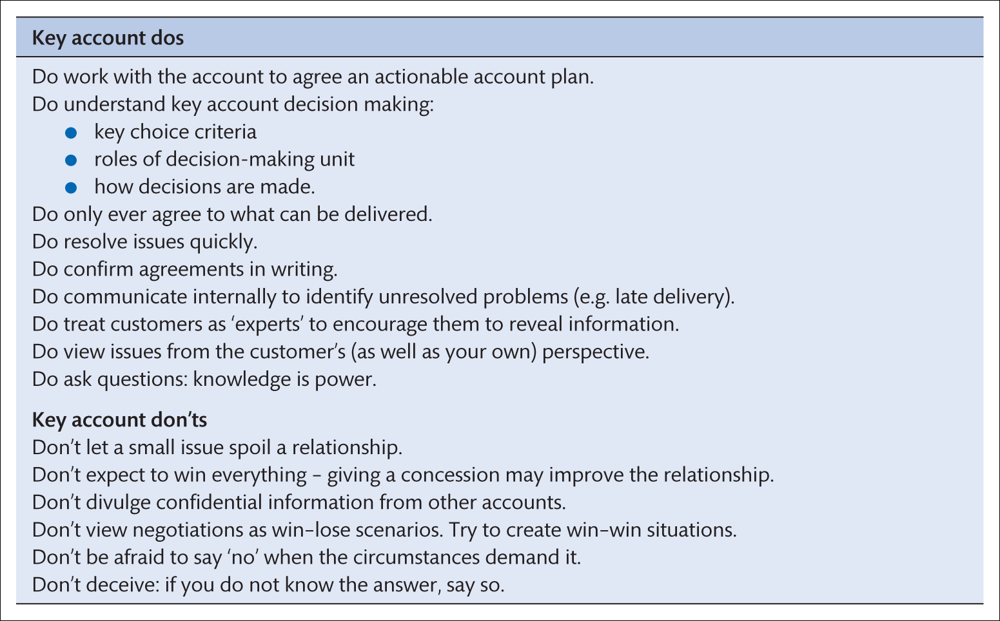 Key account dos
Do work with the account to agree an actionable account plan.
Do understand key account decision making:
● key choice criteria
● roles of decision-making unit
● how decisions are made.
Do only ever agree to what can be delivered.
Do resolve issues quickly.
Do confirm agreements in writing.
Do communicate internally to identify unresolved problems (e.g. late delivery).
Do treat customers as ‘experts’ to encourage them to reveal information.
Do view issues from the customer’s (as well as your own) perspective.
Do ask questions: knowledge is power.
Key account don’ts
Don’t let a small issue spoil a relationship.
Don’t expect to win everything – giving a concession may improve the relationship.
Don’t divulge confidential information from other accounts.
Don’t view negotiations as win–lose scenarios. Try to create win–win situations.
Don’t be afraid to say ‘no’ when the circumstances demand it.
Don’t deceive: if you do not know the answer, say so.